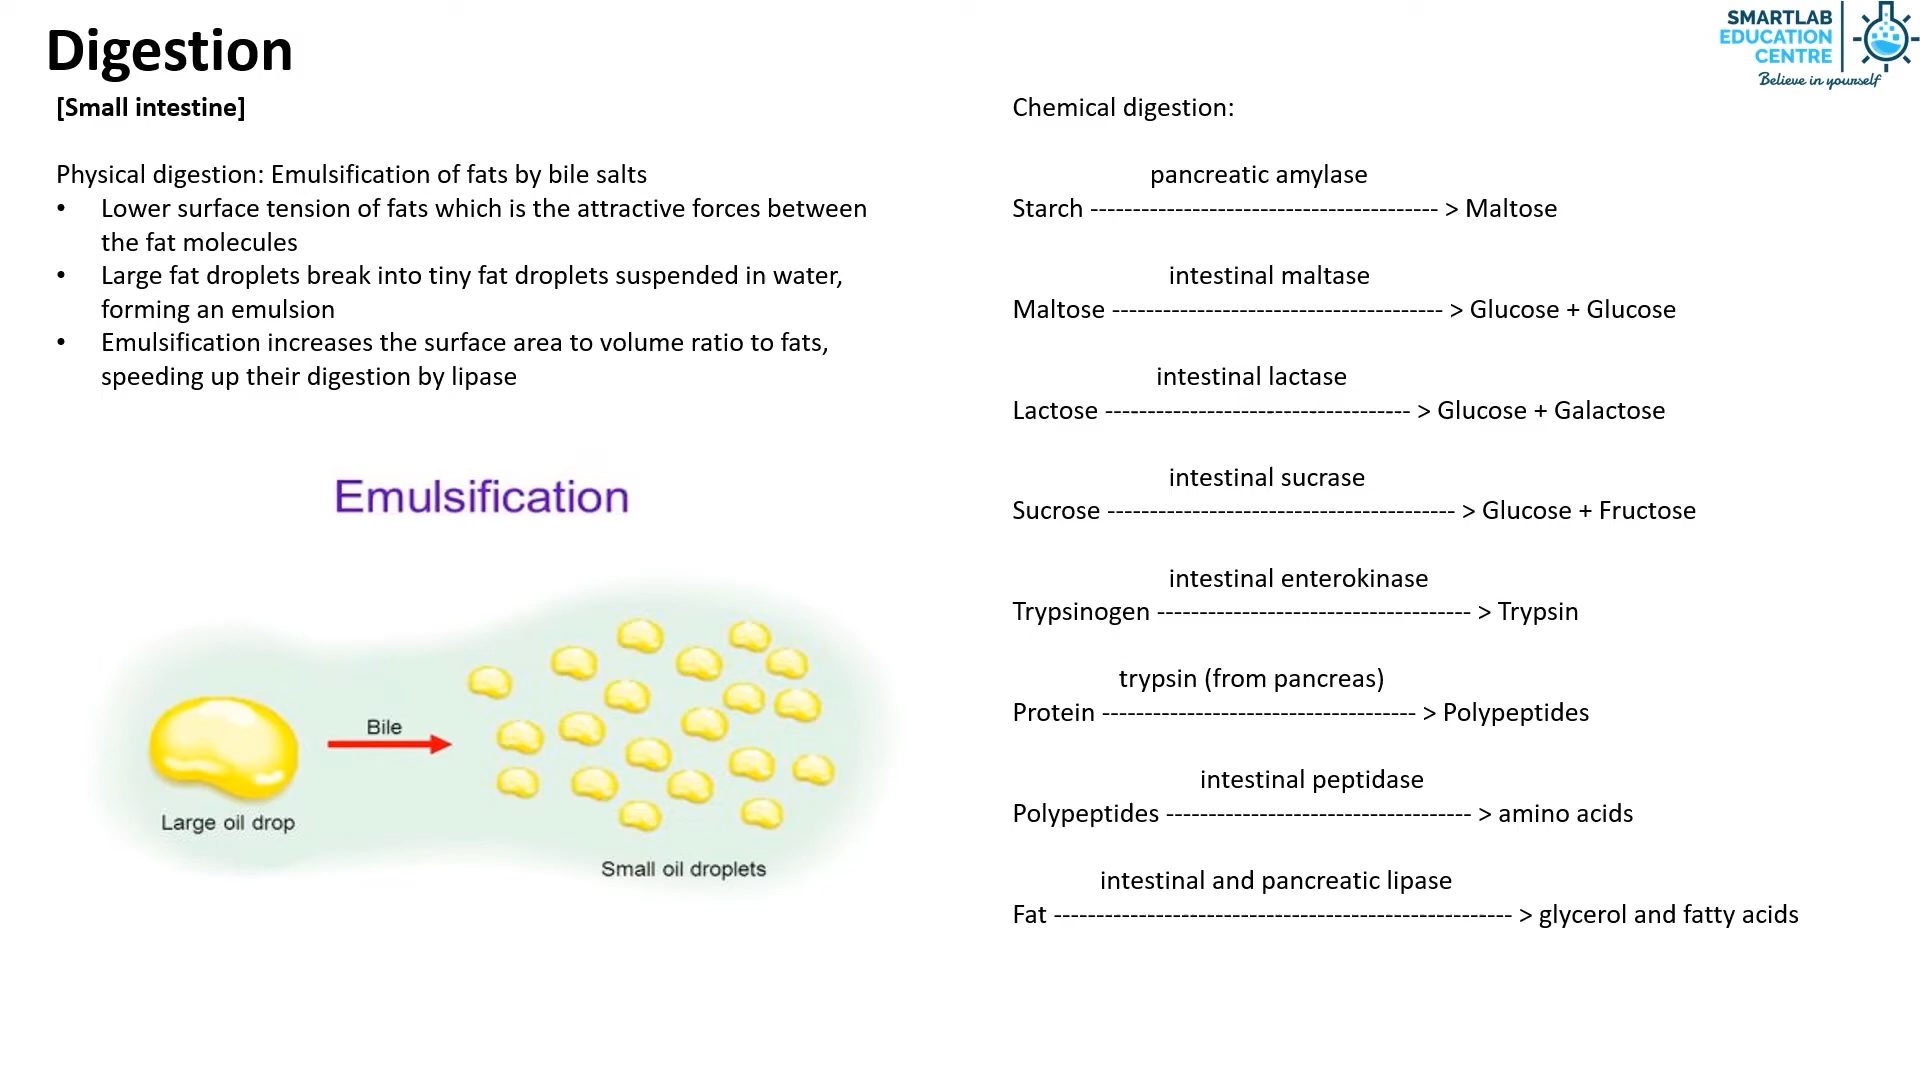 Digestion
SMARTLAB
EDUCATION
CENTRE
Believe in yourself
[Small intestine]
Physical digestion: Emulsification of fats by bile salts
• Lower surface tension of fats which is the attractive forces between
the fat molecules
• Large fat droplets break into tiny fat droplets suspended in water,
forming an emulsion
• Emulsification increases the surface area to volume ratio to fats,
speeding up their digestion by lipase
Emulsification
Bile
Large oil drop
Small oil droplets
Chemical digestion:
pancreatic amylase
Starch ----------------------------------------- > Maltose
intestinal maltase
Maltose --------------------------------------- > Glucose + Glucose
intestinal lactase
Lactose ------------------------------------ > Glucose + Galactose
intestinal sucrase
Sucrose ----------------------------------------- > Glucose + Fructose
intestinal enterokinase
Trypsinogen ------------------------------------- > Trypsin
trypsin (from pancreas)
Protein ------------------------------------- > Polypeptides
intestinal peptidase
Polypeptides ------------------------------------ > amino acids
intestinal and pancreatic lipase
Fat ------------------------------------------------------ > glycerol and fatty acids